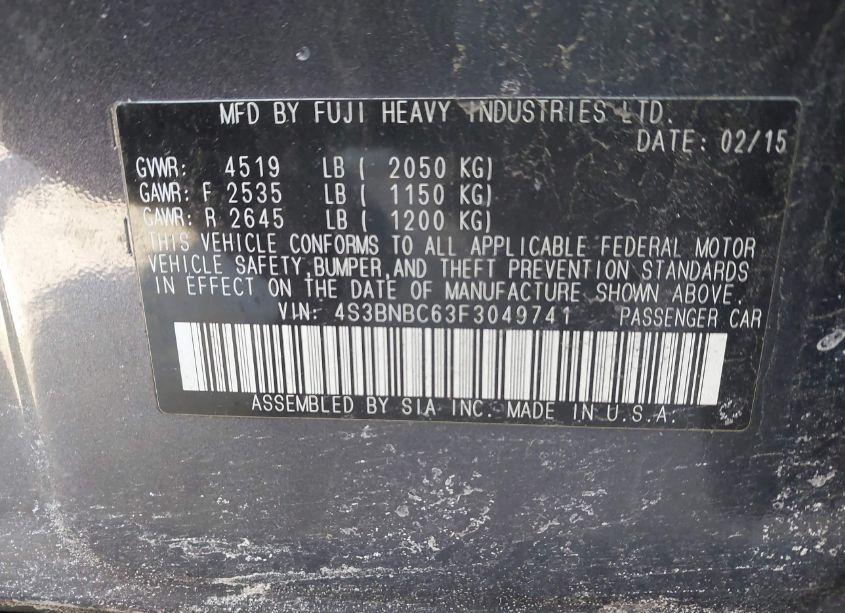 MFD BY FUJI HEAVY INDUSTRIES LTD.
DATE: 02/15
GVWR: 4519 LB ( 2050 KG)
GAWR: F 2535 LB ( 1150 KG)
GAWR: R 2645 LB ( 1200 KG)
THIS VEHICLE CONFORMS TO ALL APPLICABLE FEDERAL MOTOR
VEHICLE SAFETY,BUMPER,AND THEFT PREVENTION STANDARDS
IN EFFECT ON THE DATE OF MANUFACTURE SHOWN ABOVE.
VIN: 4S3BNBC63F3049741 PASSENGER CAR
ASSEMBLED BY SIA INC. MADE IN U.S.A.